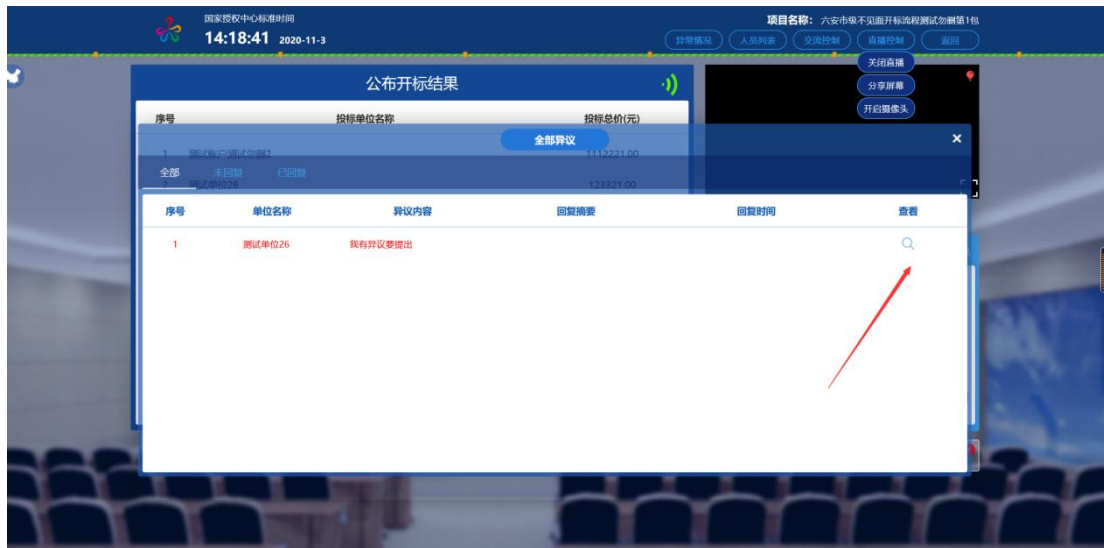 国家授权中心标准时间
14:18:41 2020-11-3
项目名称： 六安市级不见面开标流程测试勿删第1包
异常情况 人员列表 交流控制 直播控制 返回
关闭直播
分享屏幕
开启摄像头
公布开标结果
序号 投标单位名称 投标总价(元)
全部异议 ×
1 测试账户测试勿删2 1112221.00
全部 未回复 已回复
2 测试单位26 123321.00
序号 单位名称 异议内容 回复摘要 回复时间 查看
1 测试单位26 我有异议要提出